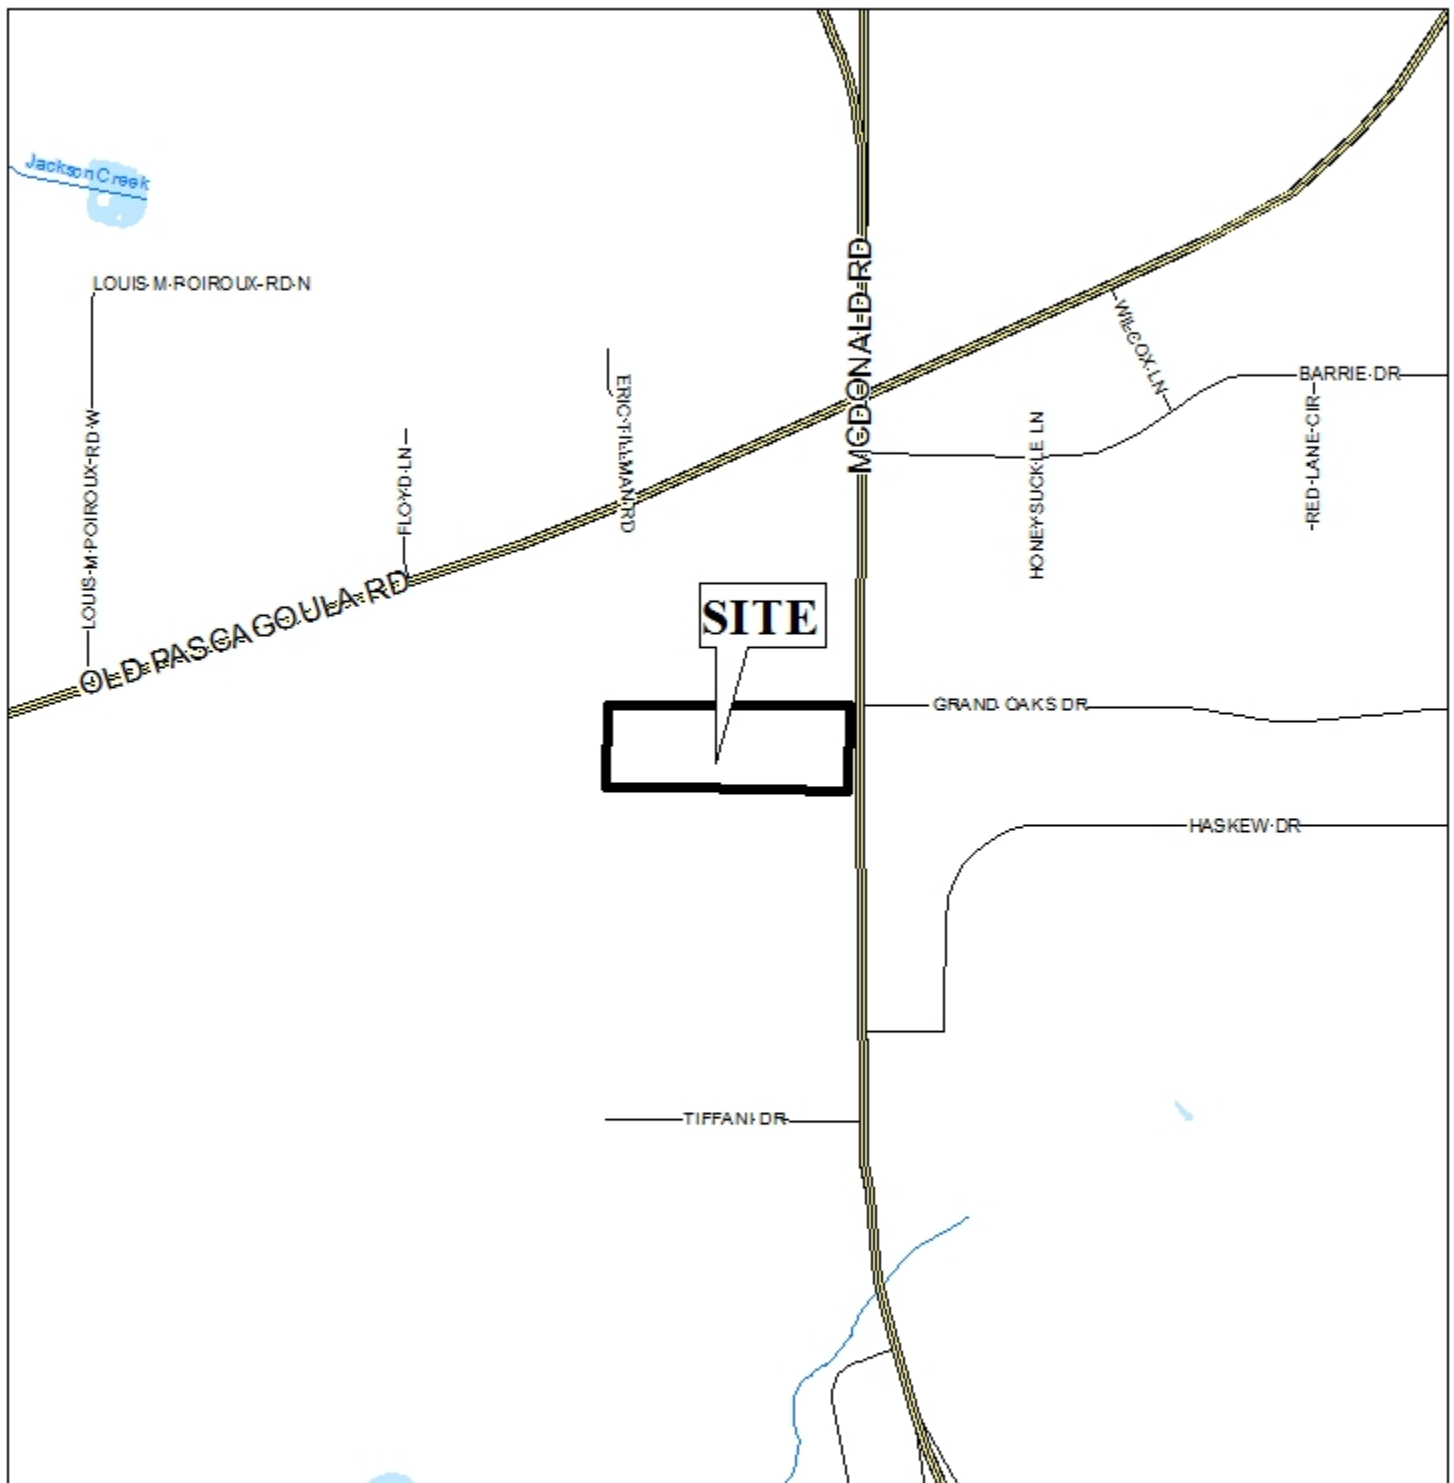 Jackson Creek
LOUIS M POIROUX RD N
MCDONALD RD
WILCOX LN
BARRIE DR
ERIC TILLMAN RD
LOUIS M POIROUX RD W
FLOYD LN
HONEYSUCKLE LN
RED LANE CIR
OLD PASCAGOULA RD
SITE
GRAND OAKS DR
HASKEW DR
TIFFANI DR